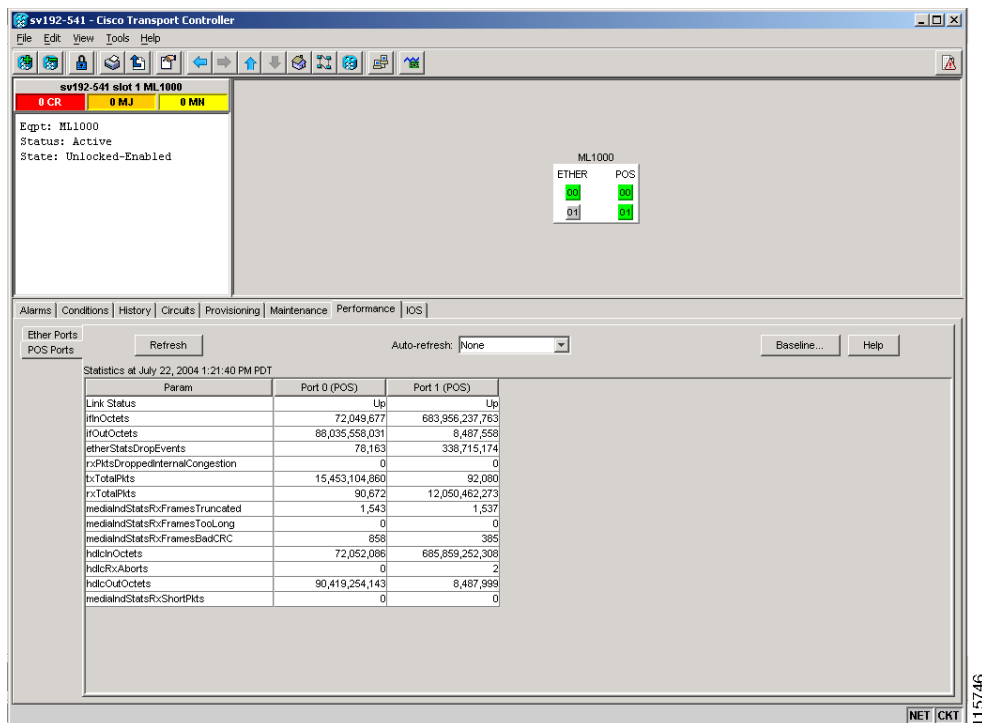 sv192-541 - Cisco Transport Controller
File Edit View Tools Help
sv192-541 slot 1 ML1000
0 CR 0 MJ 0 MN
Eqpt: ML1000
Status: Active
State: Unlocked-Enabled
ML1000
ETHER POS
00 00
01 01
Alarms Conditions History Circuits Provisioning Maintenance Performance IOS
Ether Ports
POS Ports
Refresh Auto-refresh: None Baseline... Help
Statistics at July 22, 2004 1:21:40 PM PDT
Param Port 0 (POS) Port 1 (POS)
Link Status Up Up
ifInOctets 72,049,677 683,956,237,763
ifOutOctets 88,035,558,031 8,487,558
etherStatsDropEvents 78,163 338,715,174
rxPktsDroppedInternalCongestion 0 0
txTotalPkts 15,453,104,860 92,080
rxTotalPkts 90,672 12,050,462,273
mediaIndStatsRxFramesTruncated 1,543 1,537
mediaIndStatsRxFramesTooLong 0 0
mediaIndStatsRxFramesBadCRC 858 385
hdlcInOctets 72,052,086 685,859,252,308
hdlcRxAborts 0 2
hdlcOutOctets 90,419,254,143 8,487,999
mediaIndStatsRxShortPkts 0 0
NET CKT
115746